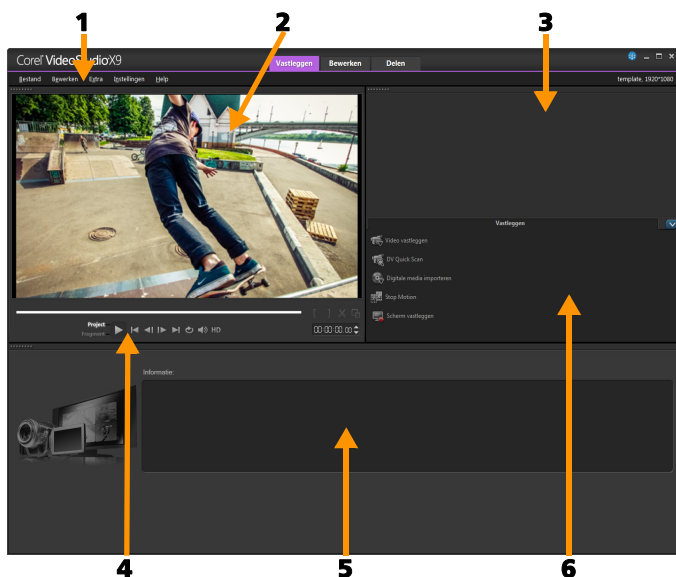 1 2 3
Corel VideoStudio X9
Vastleggen Bewerken Delen
Bestand Bewerken Extra Instellingen Help
template, 1920*1080
Vastleggen
Video vastleggen
DV Quick Scan
Digitale media importeren
Stop Motion
Scherm vastleggen
Project
Fragment
HD
00:00:00.00
Informatie:
4 5 6